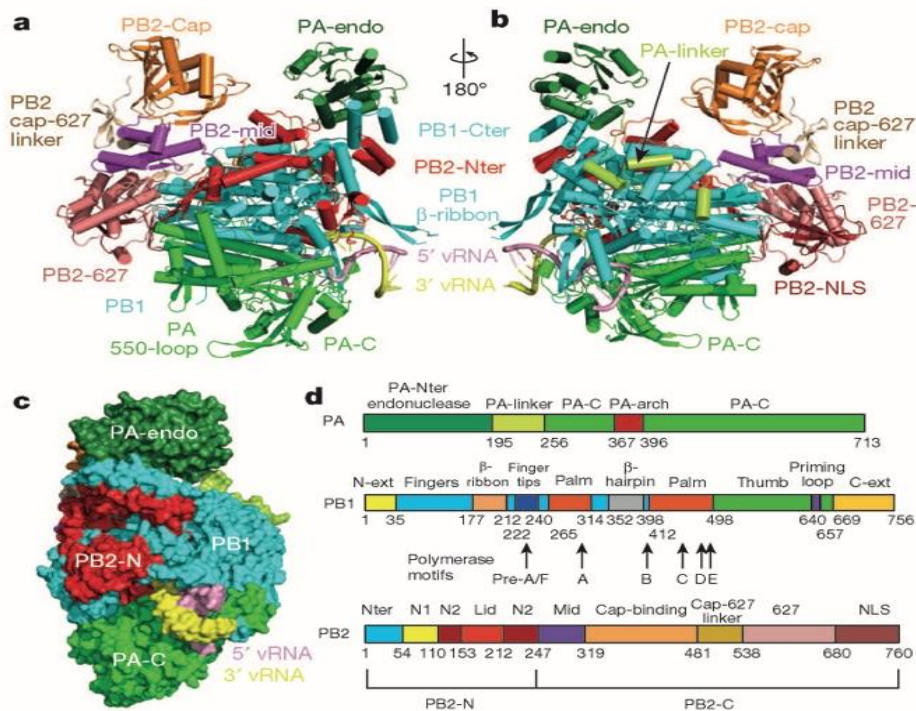 a
PB2-Cap
PA-endo
PB2
cap-627
linker
PB2-mid
PB1-Cter
PB2-Nter
PB1
β-ribbon
5′ vRNA
3′ vRNA
PB2-627
PB1
PA
550-loop
PA-C
180°
b
PA-endo
PA-linker
PB2-cap
PB2
cap-627
linker
PB2-mid
PB2-
627
PB2-NLS
PA-C
c
PA-endo
PB2-N
PB1
PA-C
5′ vRNA
3′ vRNA
d
PA-Nter
endonuclease
PA-linker
PA-C
PA-arch
PA-C
PA
1
195
256
367
396
713
N-ext
Fingers
β-
ribbon
Finger
tips
Palm
β-
hairpin
Palm
Thumb
Priming
loop
C-ext
PB1
1
35
177
212
240
314
352
398
498
640
669
756
222
265
412
657
Polymerase
motifs
Pre-A/F
A
B
C
D
E
Nter
N1
N2
Lid
N2
Mid
Cap-binding
Cap-627
linker
627
NLS
PB2
1
54
110
153
212
247
319
481
538
680
760
PB2-N
PB2-C